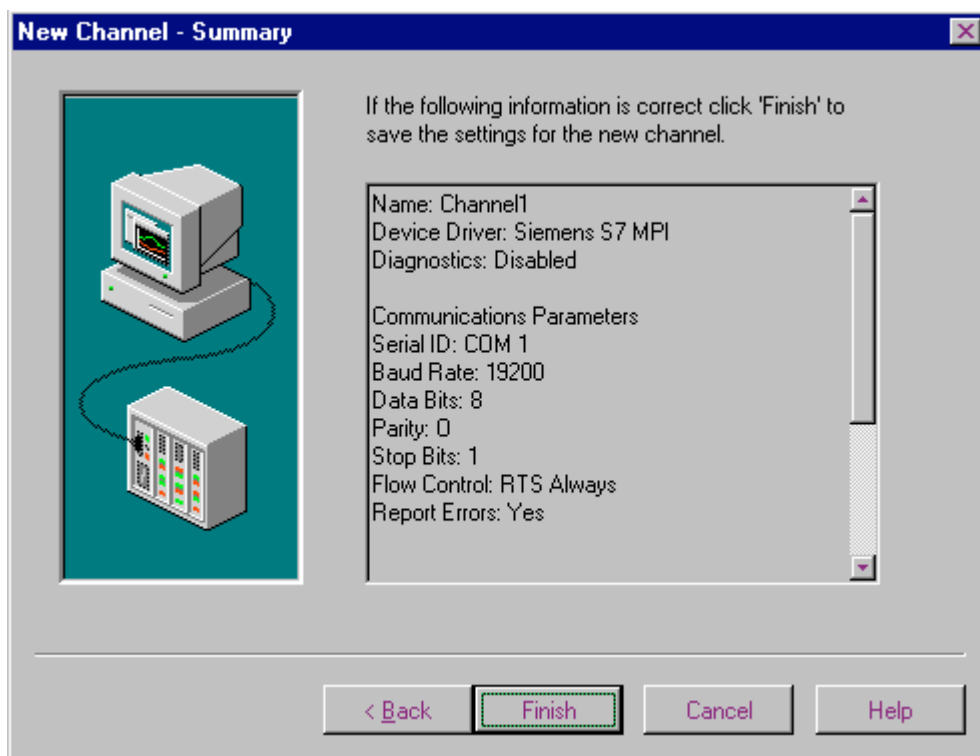 New Channel - Summary
If the following information is correct click 'Finish' to
save the settings for the new channel.
Name: Channel1
Device Driver: Siemens S7 MPI
Diagnostics: Disabled
Communications Parameters
Serial ID: COM 1
Baud Rate: 19200
Data Bits: 8
Parity: O
Stop Bits: 1
Flow Control: RTS Always
Report Errors: Yes
< Back Finish Cancel Help